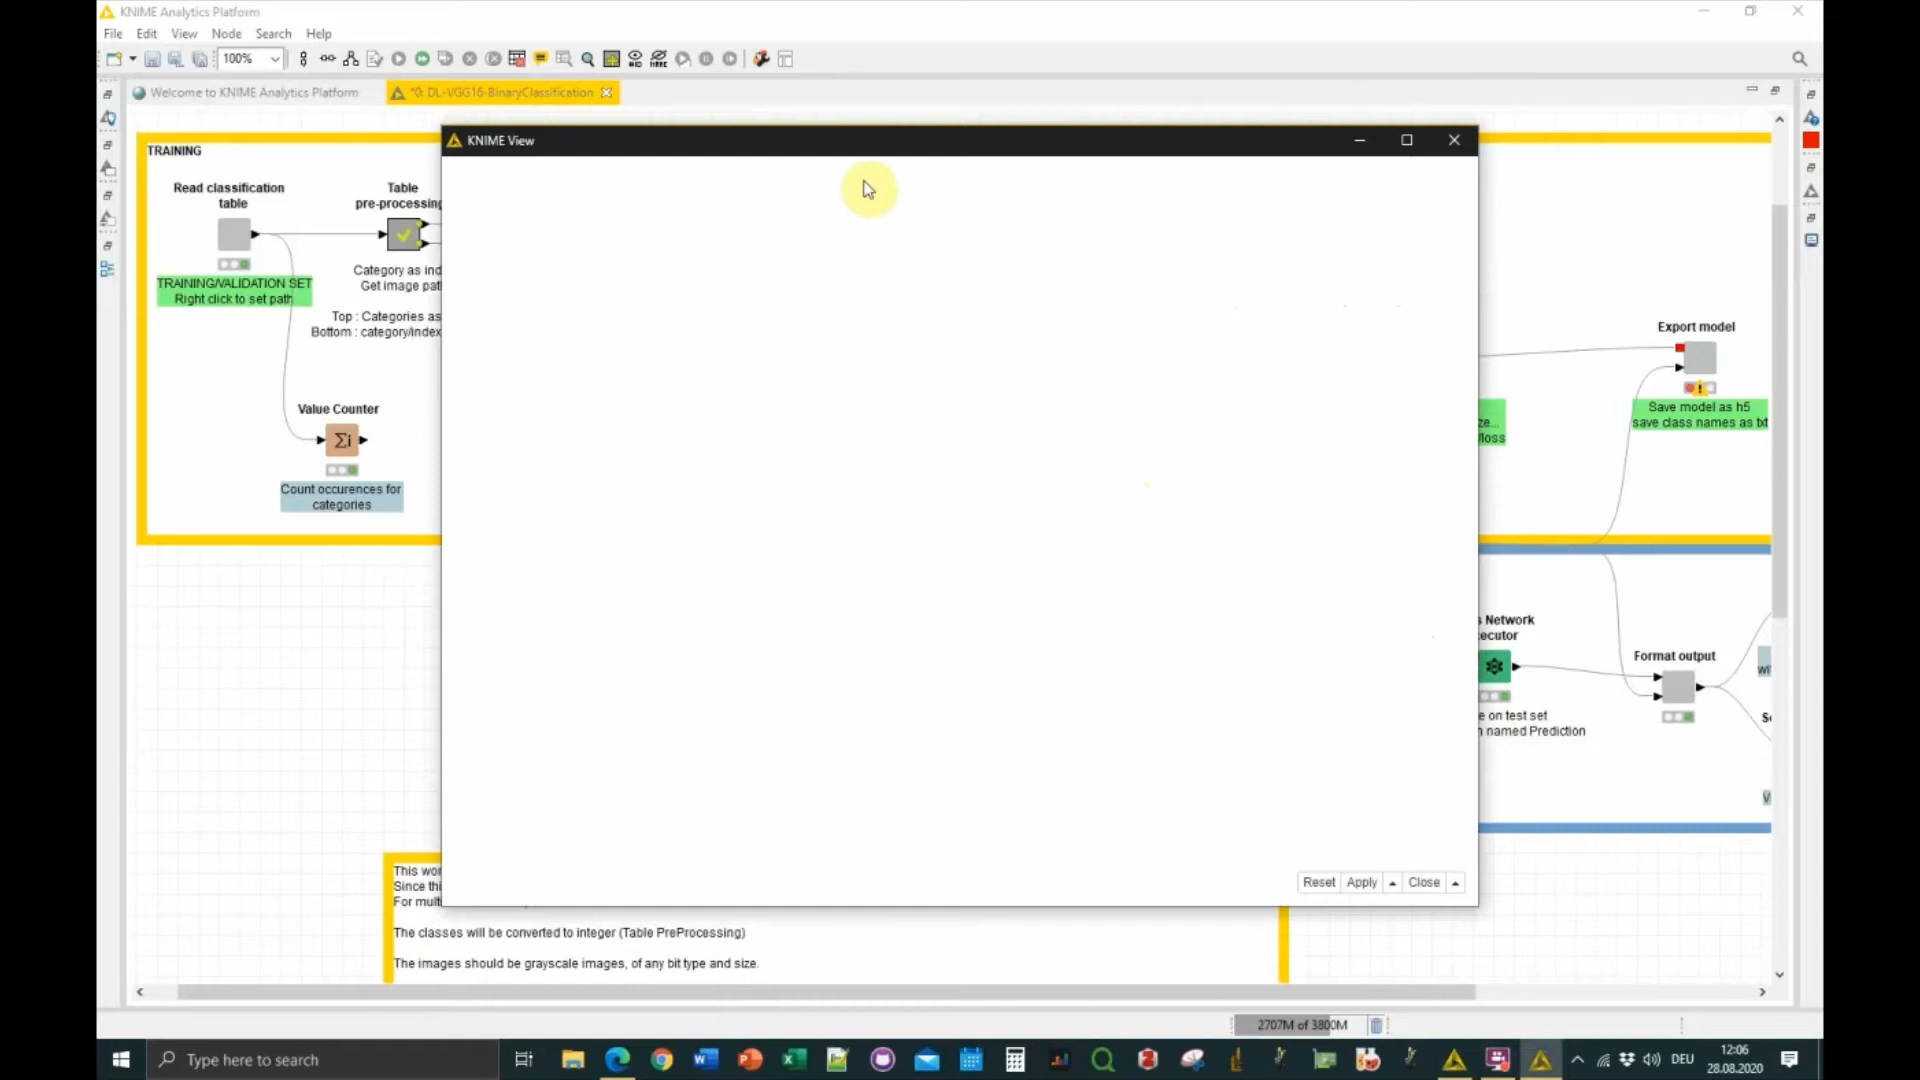 KNIME Analytics Platform
File Edit View Node Search Help
100%
Welcome to KNIME Analytics Platform
*0: DL-VGG16-BinaryClassification
KNIME View
TRAINING
Read classification
table
TRAINING/VALIDATION SET
Right click to set path
Table
pre-processing
Category as ind
Get image pat
Top : Categories as
Bottom : category/index
Value Counter
Σi
Count occurences for
categories
Export model
Save model as h5
save class names as txt
ze...
/loss
s Network
ecutor
e on test set
n named Prediction
Format output
wi
Reset Apply Close
This wor
Since thi
For mult
The classes will be converted to integer (Table PreProcessing)
The images should be grayscale images, of any bit type and size.
2707M of 3800M
Type here to search
DEU
12:06
28.08.2020